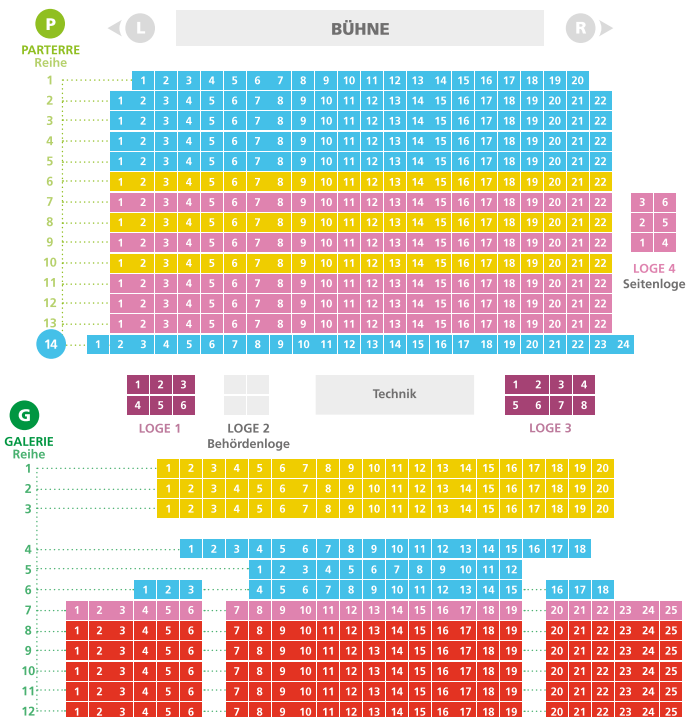 P L BÜHNE R
PARTERRE
Reihe
1 1 2 3 4 5 6 7 8 9 10 11 12 13 14 15 16 17 18 19 20
2 1 2 3 4 5 6 7 8 9 10 11 12 13 14 15 16 17 18 19 20 21 22
3 1 2 3 4 5 6 7 8 9 10 11 12 13 14 15 16 17 18 19 20 21 22
4 1 2 3 4 5 6 7 8 9 10 11 12 13 14 15 16 17 18 19 20 21 22
5 1 2 3 4 5 6 7 8 9 10 11 12 13 14 15 16 17 18 19 20 21 22
6 1 2 3 4 5 6 7 8 9 10 11 12 13 14 15 16 17 18 19 20 21 22
7 1 2 3 4 5 6 7 8 9 10 11 12 13 14 15 16 17 18 19 20 21 22 3 6
8 1 2 3 4 5 6 7 8 9 10 11 12 13 14 15 16 17 18 19 20 21 22 2 5
9 1 2 3 4 5 6 7 8 9 10 11 12 13 14 15 16 17 18 19 20 21 22 1 4
10 1 2 3 4 5 6 7 8 9 10 11 12 13 14 15 16 17 18 19 20 21 22 LOGE 4
11 1 2 3 4 5 6 7 8 9 10 11 12 13 14 15 16 17 18 19 20 21 22 Seitenloge
12 1 2 3 4 5 6 7 8 9 10 11 12 13 14 15 16 17 18 19 20 21 22
13 1 2 3 4 5 6 7 8 9 10 11 12 13 14 15 16 17 18 19 20 21 22
14 1 2 3 4 5 6 7 8 9 10 11 12 13 14 15 16 17 18 19 20 21 22 23 24
1 2 3 Technik 1 2 3 4
4 5 6 5 6 7 8
LOGE 1 LOGE 2 LOGE 3
Behördenloge
G
GALERIE
Reihe
1 1 2 3 4 5 6 7 8 9 10 11 12 13 14 15 16 17 18 19 20
2 1 2 3 4 5 6 7 8 9 10 11 12 13 14 15 16 17 18 19 20
3 1 2 3 4 5 6 7 8 9 10 11 12 13 14 15 16 17 18 19 20
4 1 2 3 4 5 6 7 8 9 10 11 12 13 14 15 16 17 18
5 1 2 3 4 5 6 7 8 9 10 11 12
6 1 2 3 4 5 6 7 8 9 10 11 12 13 14 15 16 17 18
7 1 2 3 4 5 6 7 8 9 10 11 12 13 14 15 16 17 18 19 20 21 22 23 24 25
8 1 2 3 4 5 6 7 8 9 10 11 12 13 14 15 16 17 18 19 20 21 22 23 24 25
9 1 2 3 4 5 6 7 8 9 10 11 12 13 14 15 16 17 18 19 20 21 22 23 24 25
10 1 2 3 4 5 6 7 8 9 10 11 12 13 14 15 16 17 18 19 20 21 22 23 24 25
11 1 2 3 4 5 6 7 8 9 10 11 12 13 14 15 16 17 18 19 20 21 22 23 24 25
12 1 2 3 4 5 6 7 8 9 10 11 12 13 14 15 16 17 18 19 20 21 22 23 24 25